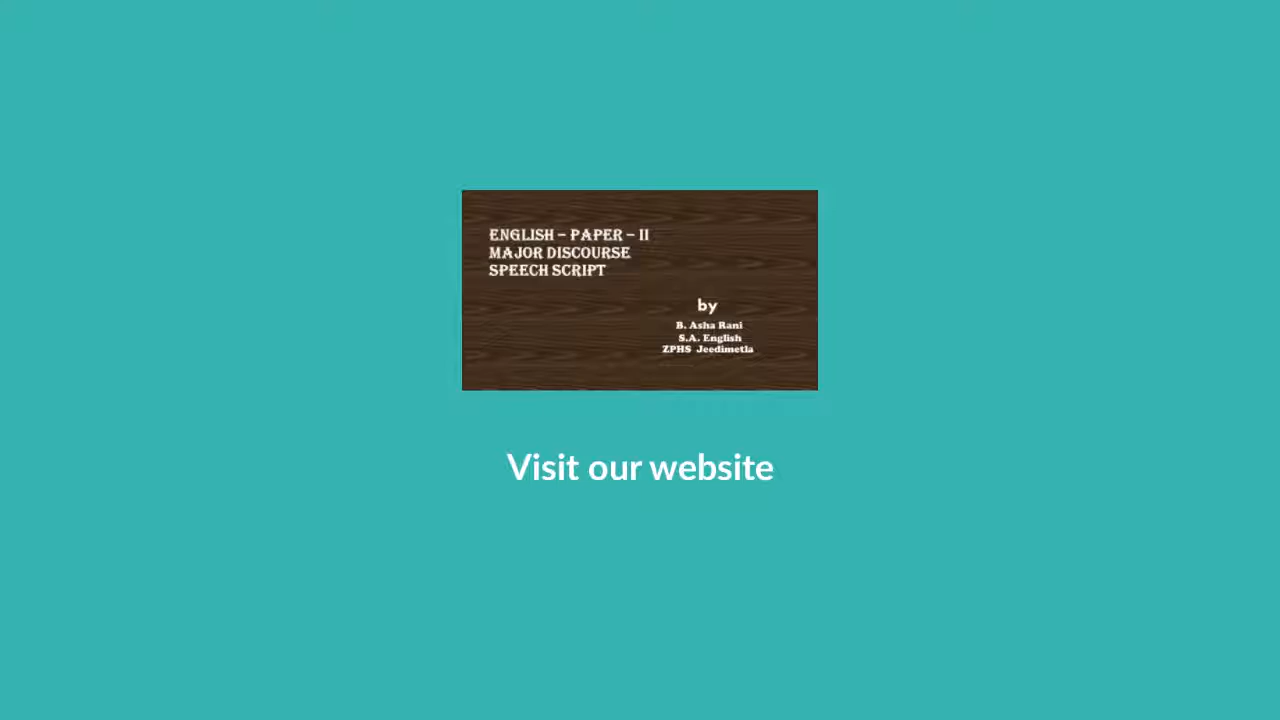 ENGLISH – PAPER – II
MAJOR DISCOURSE
SPEECH SCRIPT
by
B. Asha Rani
S.A. English
ZPHS Jeedimetla
Visit our website